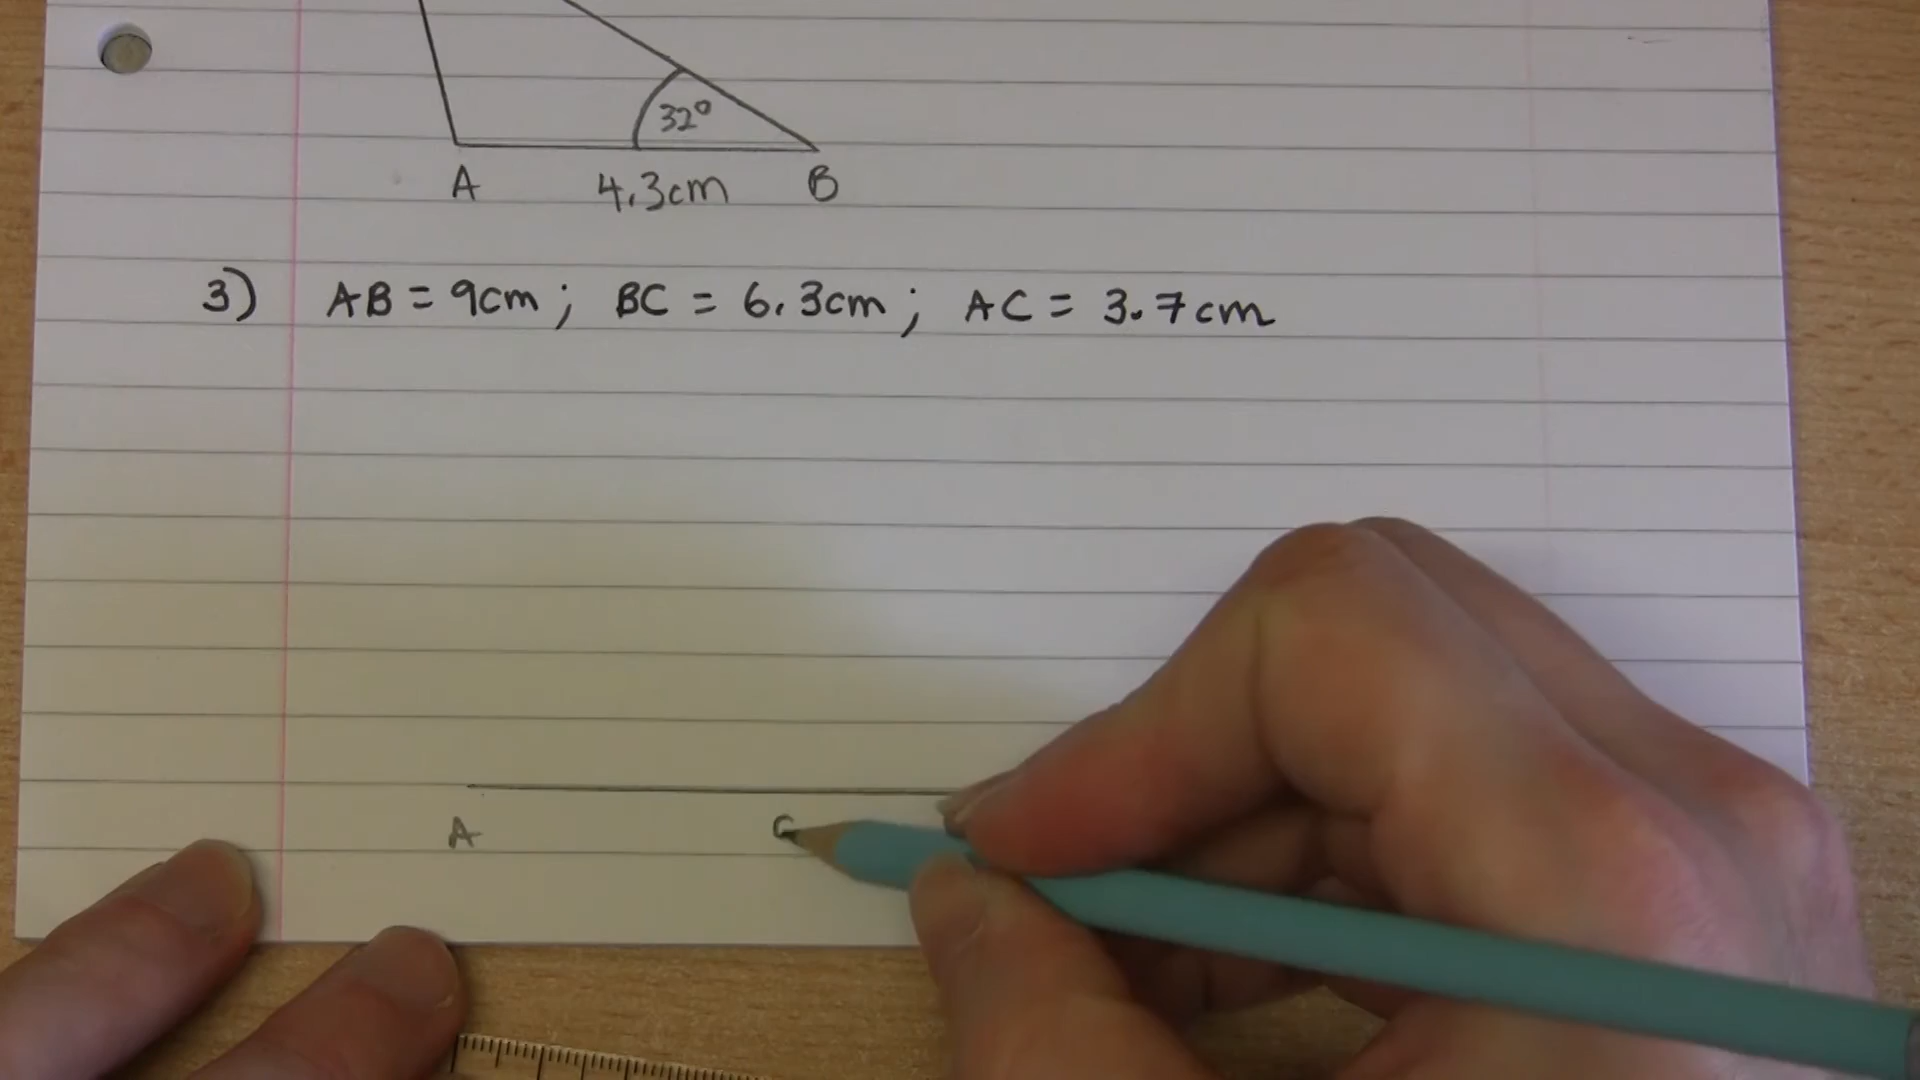 32°
A 4.3cm B
3) AB = 9cm; BC = 6.3cm; AC = 3.7cm
A